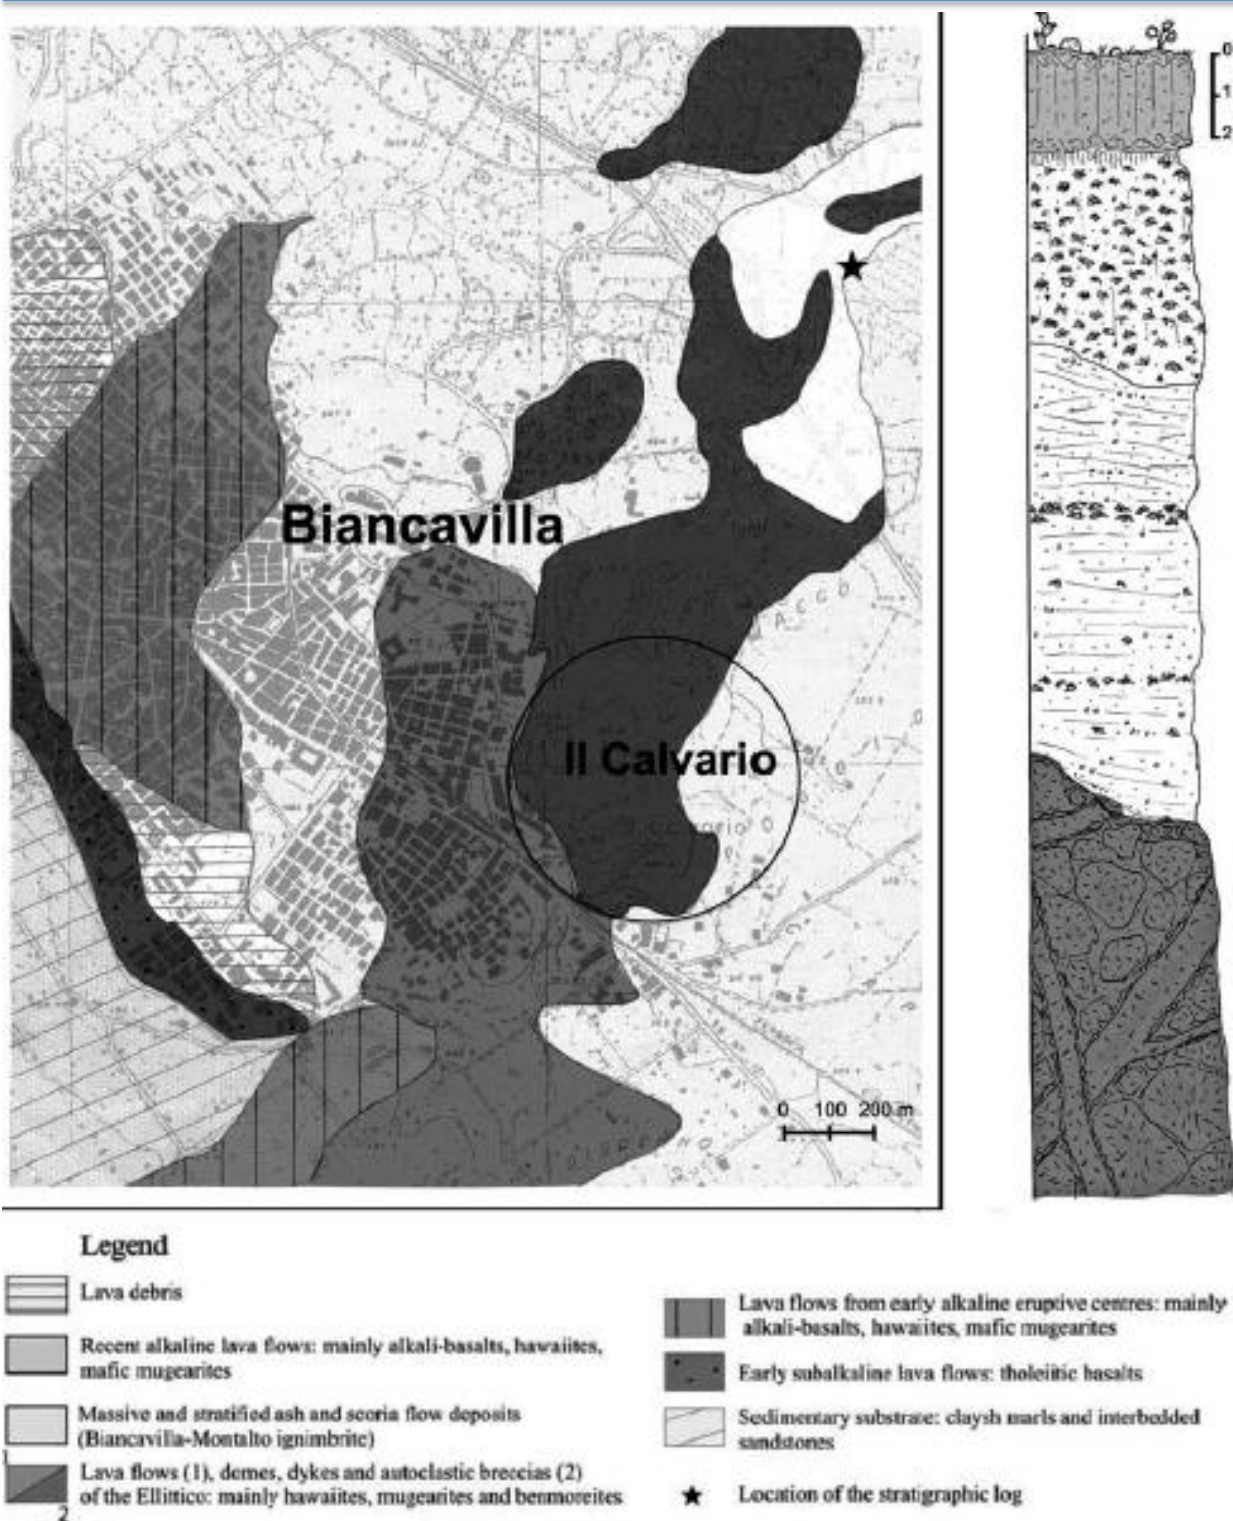 0
1
2
Biancavilla
Il Calvario
0 100 200 m
Legend
Lava debris
Recent alkaline lava flows: mainly alkali-basalts, hawaiites,
mafic mugearites
Massive and stratified ash and scoria flow deposits
(Biancavilla-Montalto ignimbrite)
1
Lava flows (1), domes, dykes and autoclastic breccias (2)
of the Ellittico: mainly hawaiites, mugearites and benmoreites
2
Lava flows from early alkaline eruptive centres: mainly
alkali-basalts, hawaiites, mafic mugearites
Early subalkaline lava flows: tholeiitic basalts
Sedimentary substrate: claysh marls and interbedded
sandstones
Location of the stratigraphic log